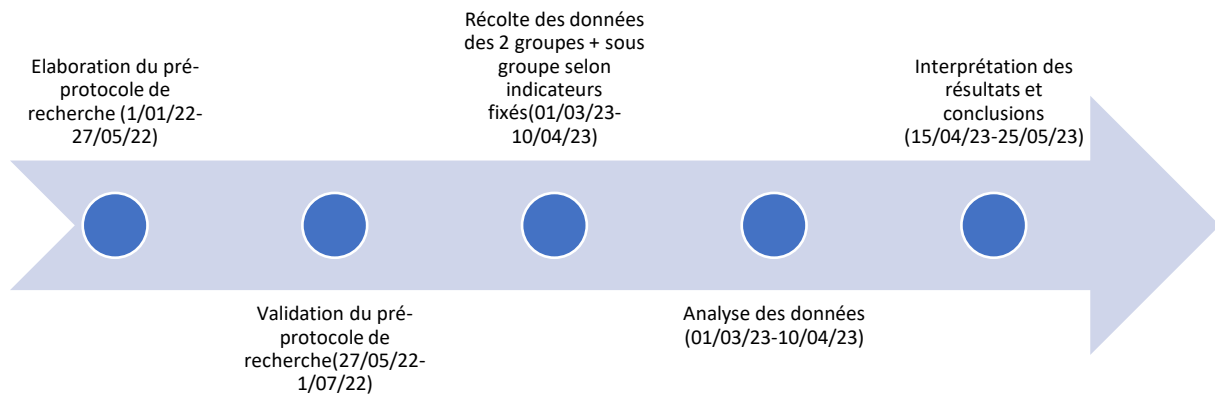 Elaboration du pré-
protocole de
recherche (1/01/22-
27/05/22)
Validation du pré-
protocole de
recherche(27/05/22-
1/07/22)
Récolte des données
des 2 groupes + sous
groupe selon
indicateurs
fixés(01/03/23-
10/04/23)
Analyse des données
(01/03/23-10/04/23)
Interprétation des
résultats et
conclusions
(15/04/23-25/05/23)